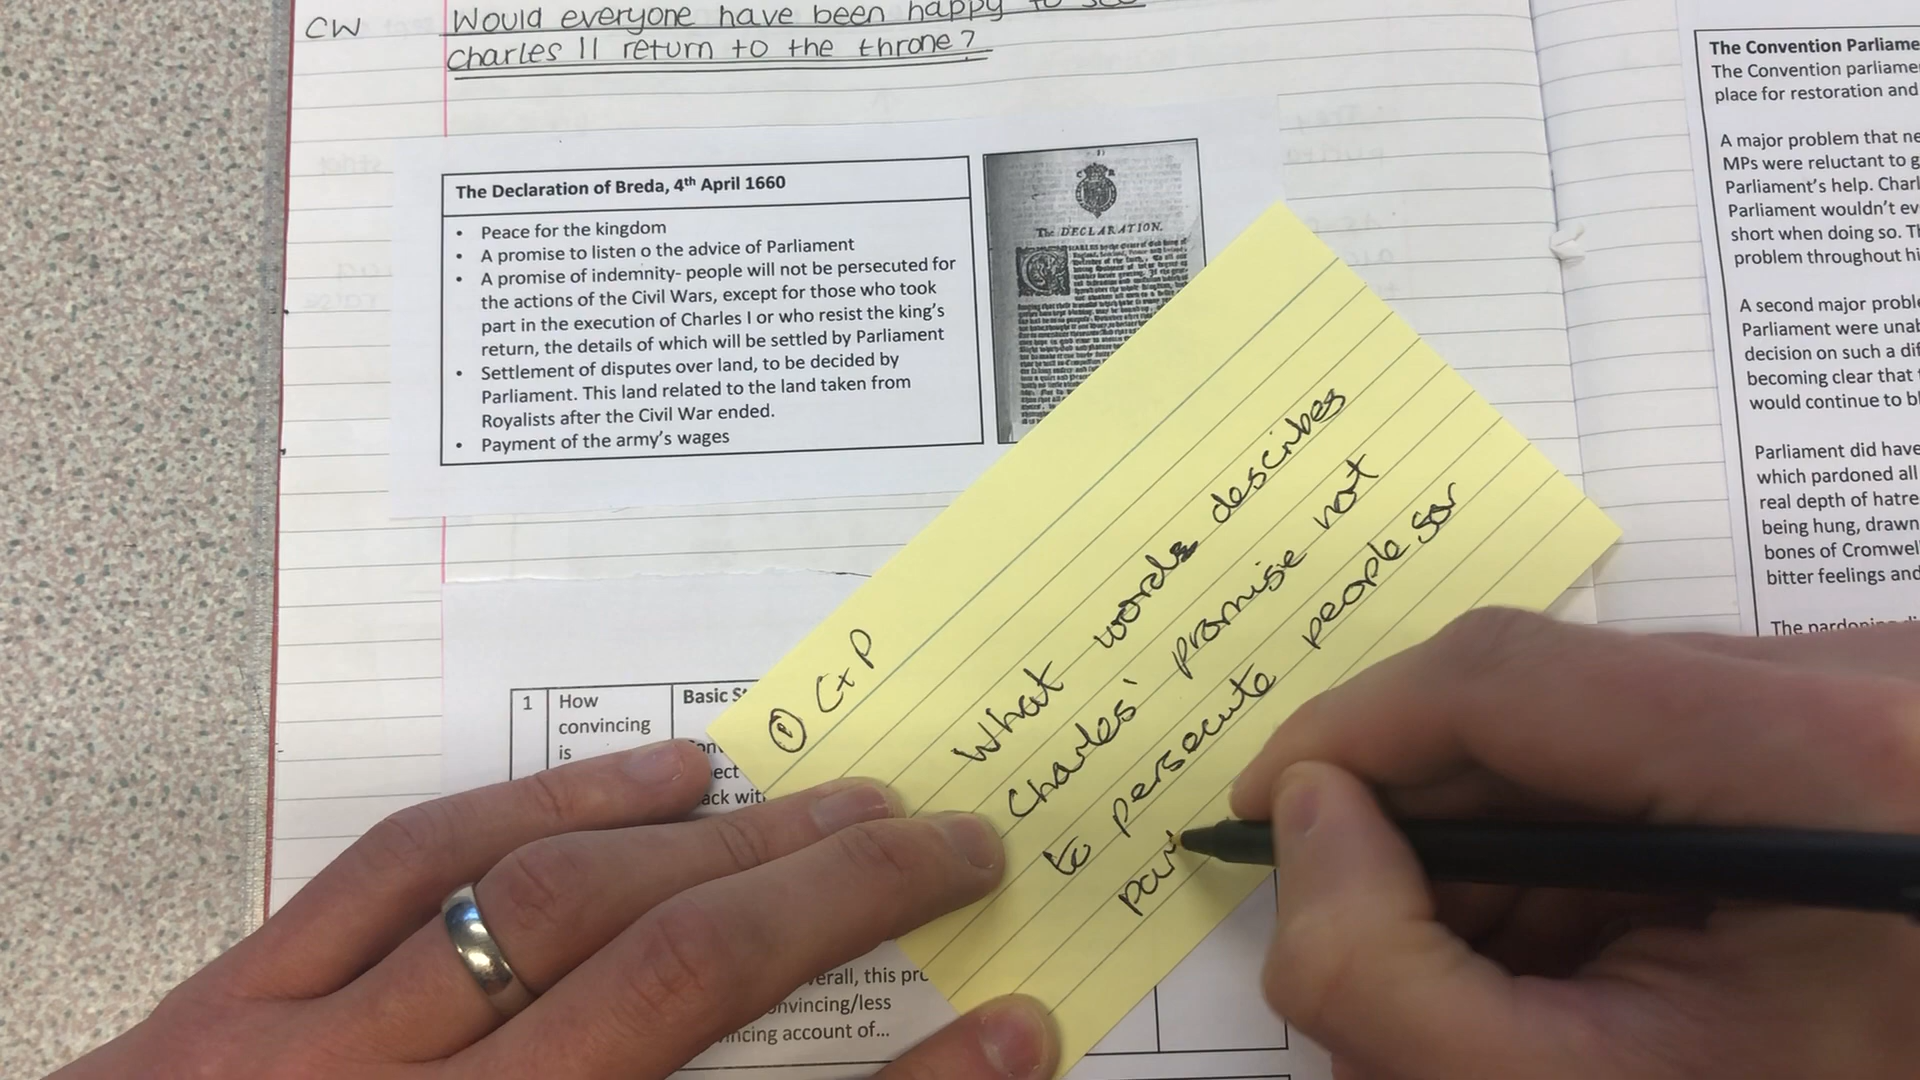 CW Would everyone have been happy to see
Charles II return to the throne?
The Declaration of Breda, 4th April 1660
• Peace for the kingdom
• A promise to listen o the advice of Parliament
• A promise of indemnity- people will not be persecuted for
the actions of the Civil Wars, except for those who took
part in the execution of Charles I or who resist the king's
return, the details of which will be settled by Parliament
• Settlement of disputes over land, to be decided by
Parliament. This land related to the land taken from
Royalists after the Civil War ended.
• Payment of the army's wages
The DECLARATION.
1 How
convincing
is
Basic
ack
erall, this
nvincing/less
ncing account of...
① C+P
What words describes
Charles' promise not
to persecute people for
par
The Convention Parliame
The Convention parliame
place for restoration and
A major problem that ne
MPs were reluctant to g
Parliament's help. Charl
Parliament wouldn't ev
short when doing so. Th
problem throughout hi
A second major proble
Parliament were unab
decision on such a dif
becoming clear that
would continue to bl
Parliament did have
which pardoned all
real depth of hatre
being hung, drawn
bones of Cromwel
bitter feelings and
The